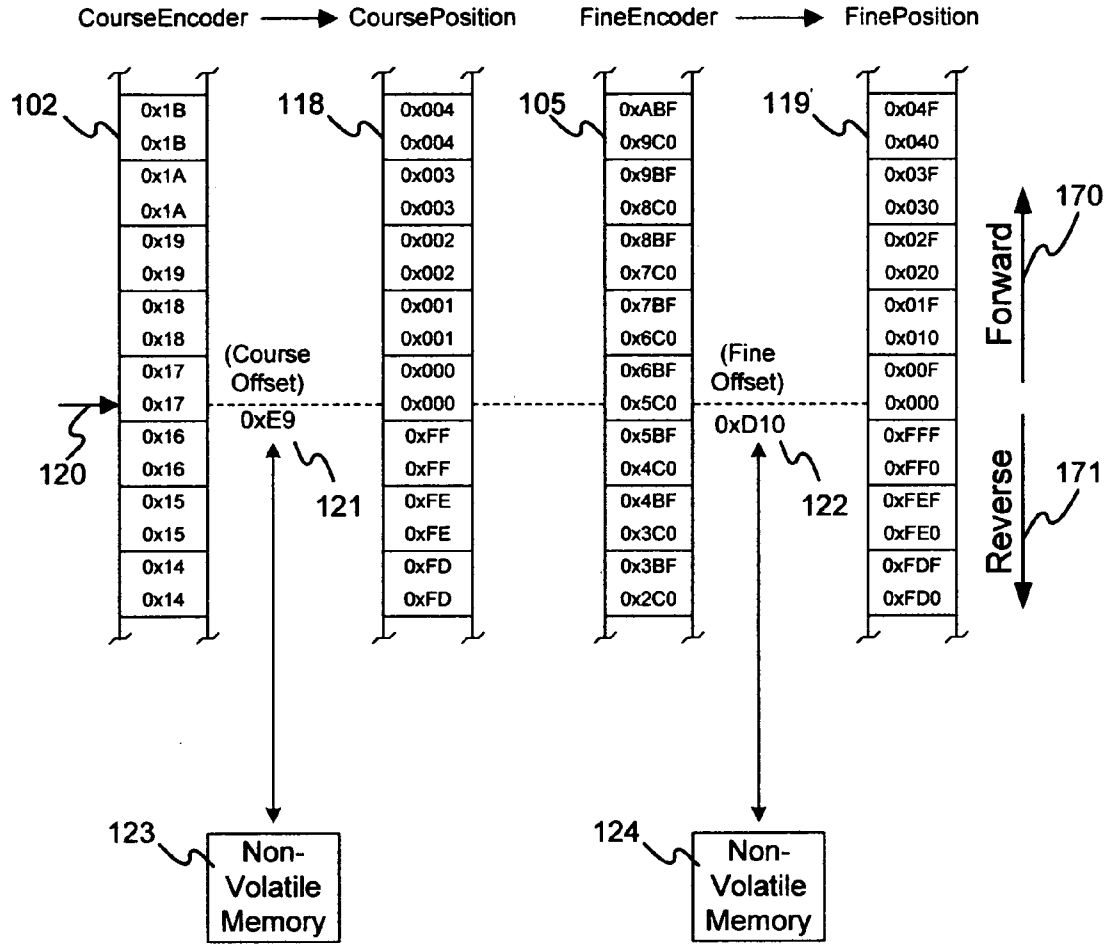 CourseEncoder CoursePosition FineEncoder FinePosition
102 118 105 119'
0x1B 0x004 0xABF 0x04F
0x1B 0x004 0x9C0 0x040
0x1A 0x003 0x9BF 0x03F
0x1A 0x003 0x8C0 0x030
0x19 0x002 0x8BF 0x02F
0x19 0x002 0x7C0 0x020
0x18 0x001 0x7BF 0x01F
0x18 0x001 0x6C0 0x010
0x17 0x000 0x6BF 0x00F
0x17 0x000 0x5C0 0x000
0x16 0xFF 0x5BF 0xFFF
0x16 0xFF 0x4C0 0xFF0
0x15 0xFE 0x4BF 0xFEF
0x15 0xFE 0x3C0 0xFE0
0x14 0xFD 0x3BF 0xFDF
0x14 0xFD 0x2C0 0xFD0
(Course
Offset)
0xE9
(Fine
Offset)
0xD10
120
121
122
Forward
170
Reverse
171
123
Non-
Volatile
Memory
124
Non-
Volatile
Memory